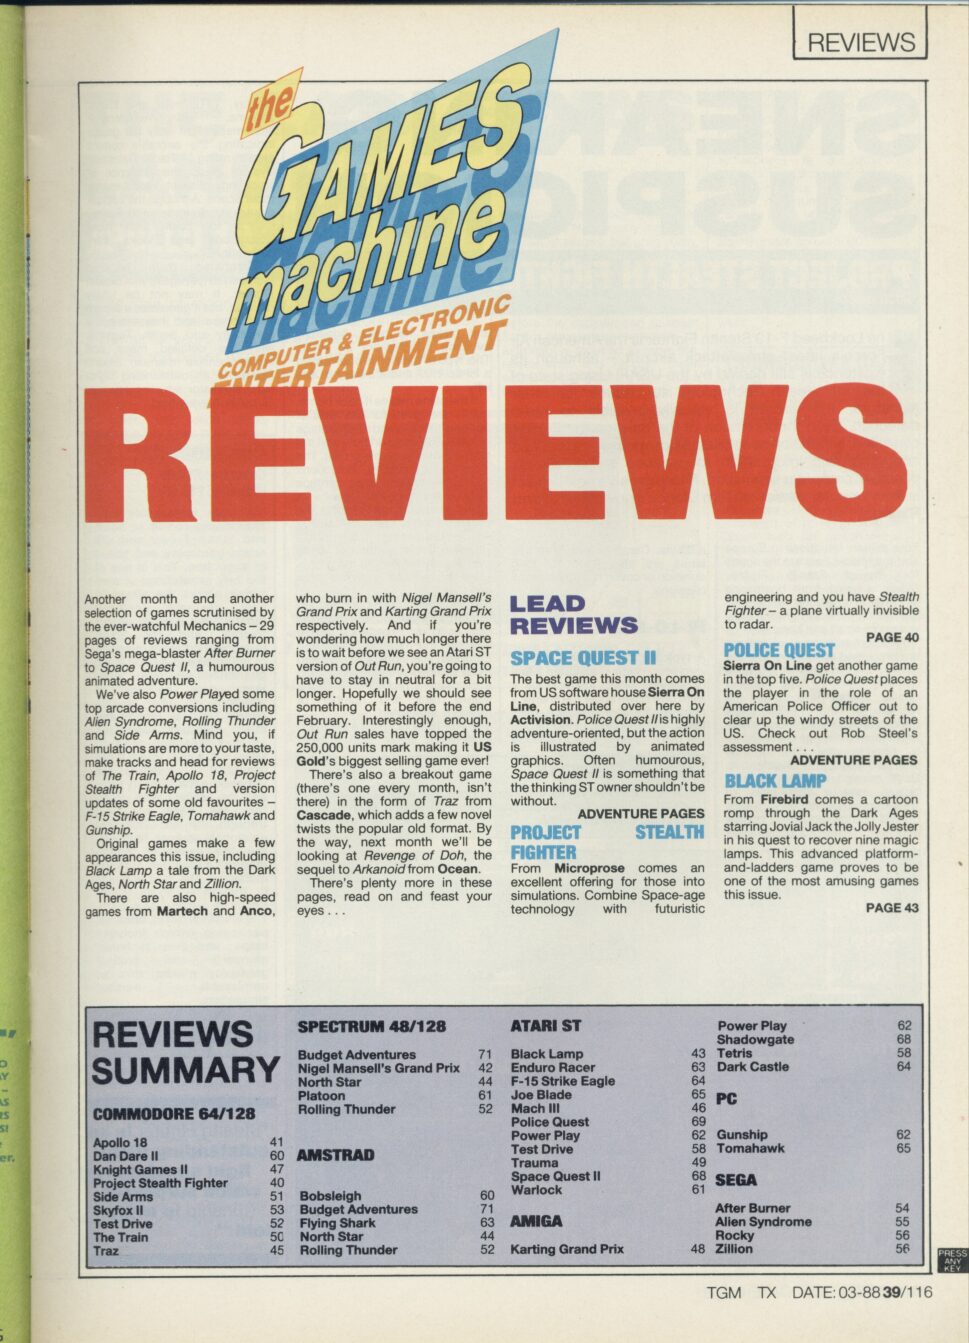 REVIEWS
the
GAMES
machine
COMPUTER & ELECTRONIC
ENTERTAINMENT
REVIEWS
Another month and another
selection of games scrutinised by
the ever-watchful Mechanics – 29
pages of reviews ranging from
Sega's mega-blaster After Burner
to Space Quest II, a humourous
animated adventure.
We've also Power Played some
top arcade conversions including
Alien Syndrome, Rolling Thunder
and Side Arms. Mind you, if
simulations are more to your taste,
make tracks and head for reviews
of The Train, Apollo 18, Project
Stealth Fighter and version
updates of some old favourites –
F-15 Strike Eagle, Tomahawk and
Gunship.
Original games make a few
appearances this issue, including
Black Lamp a tale from the Dark
Ages, North Star and Zillion.
There are also high-speed
games from Martech and Anco,
who burn in with Nigel Mansell's
Grand Prix and Karting Grand Prix
respectively. And if you're
wondering how much longer there
is to wait before we see an Atari ST
version of Out Run, you're going to
have to stay in neutral for a bit
longer. Hopefully we should see
something of it before the end
February. Interestingly enough,
Out Run sales have topped the
250,000 units mark making it US
Gold's biggest selling game ever!
There's also a breakout game
(there's one every month, isn't
there) in the form of Traz from
Cascade, which adds a few novel
twists the popular old format. By
the way, next month we'll be
looking at Revenge of Doh, the
sequel to Arkanoid from Ocean.
There's plenty more in these
pages, read on and feast your
eyes . . .
LEAD
REVIEWS
SPACE QUEST II
The best game this month comes
from US software house Sierra On
Line, distributed over here by
Activision. Police Quest II is highly
adventure-oriented, but the action
is illustrated by animated
graphics. Often humourous,
Space Quest II is something that
the thinking ST owner shouldn't be
without.
ADVENTURE PAGES
PROJECT STEALTH
FIGHTER
From Microprose comes an
excellent offering for those into
simulations. Combine Space-age
technology with futuristic
engineering and you have Stealth
Fighter – a plane virtually invisible
to radar.
PAGE 40
POLICE QUEST
Sierra On Line get another game
in the top five. Police Quest places
the player in the role of an
American Police Officer out to
clear up the windy streets of the
US. Check out Rob Steel's
assessment . . .
ADVENTURE PAGES
BLACK LAMP
From Firebird comes a cartoon
romp through the Dark Ages
starring Jovial Jack the Jolly Jester
in his quest to recover nine magic
lamps. This advanced platform-
and-ladders game proves to be
one of the most amusing games
this issue.
PAGE 43
REVIEWS
SUMMARY
COMMODORE 64/128
Apollo 18 41
Dan Dare II 60
Knight Games II 47
Project Stealth Fighter 40
Side Arms 51
Skyfox II 53
Test Drive 52
The Train 50
Traz 45
SPECTRUM 48/128
Budget Adventures 71
Nigel Mansell's Grand Prix 42
North Star 44
Platoon 61
Rolling Thunder 52
AMSTRAD
Bobsleigh 60
Budget Adventures 71
Flying Shark 63
North Star 44
Rolling Thunder 52
ATARI ST
Black Lamp 43
Enduro Racer 63
F-15 Strike Eagle 64
Joe Blade 65
Mach III 46
Police Quest 69
Power Play 62
Test Drive 58
Trauma 49
Space Quest II 68
Warlock 61
AMIGA
Karting Grand Prix 48
Power Play 62
Shadowgate 68
Tetris 58
Dark Castle 64
PC
Gunship 62
Tomahawk 65
SEGA
After Burner 54
Alien Syndrome 55
Rocky 56
Zillion 56
PRESS
ANY
KEY
TGM TX DATE: 03-88 39/116